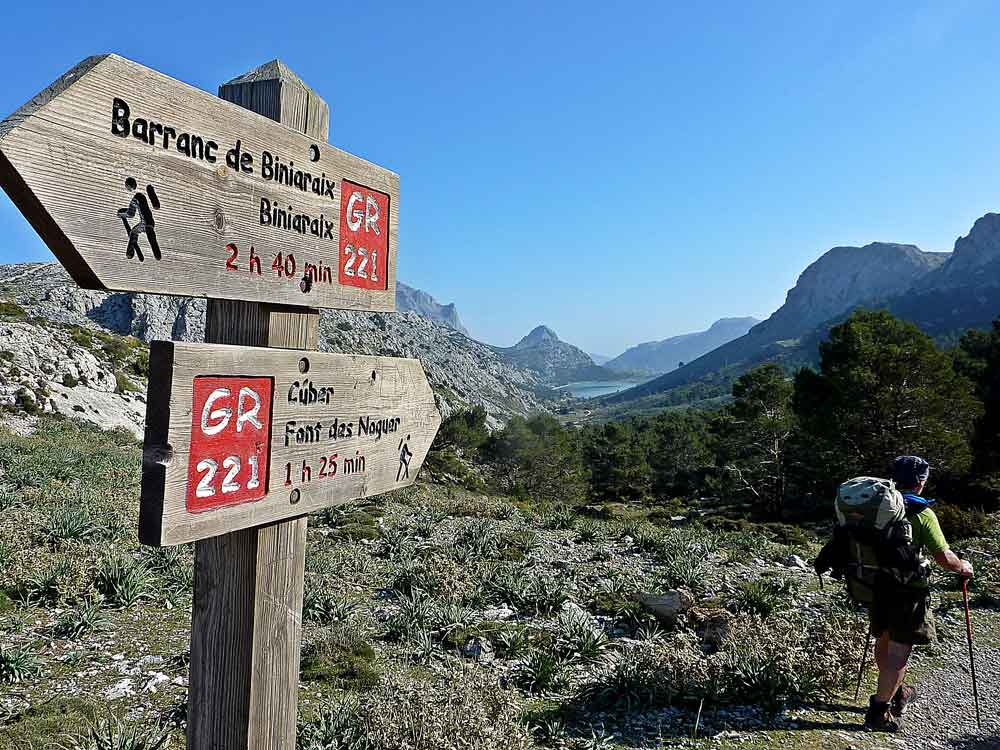 Barranc de Biniaraix
Biniaraix
2 h 40 min
GR
221
GR
221
Cúber
Font des Noguer
1 h 25 min